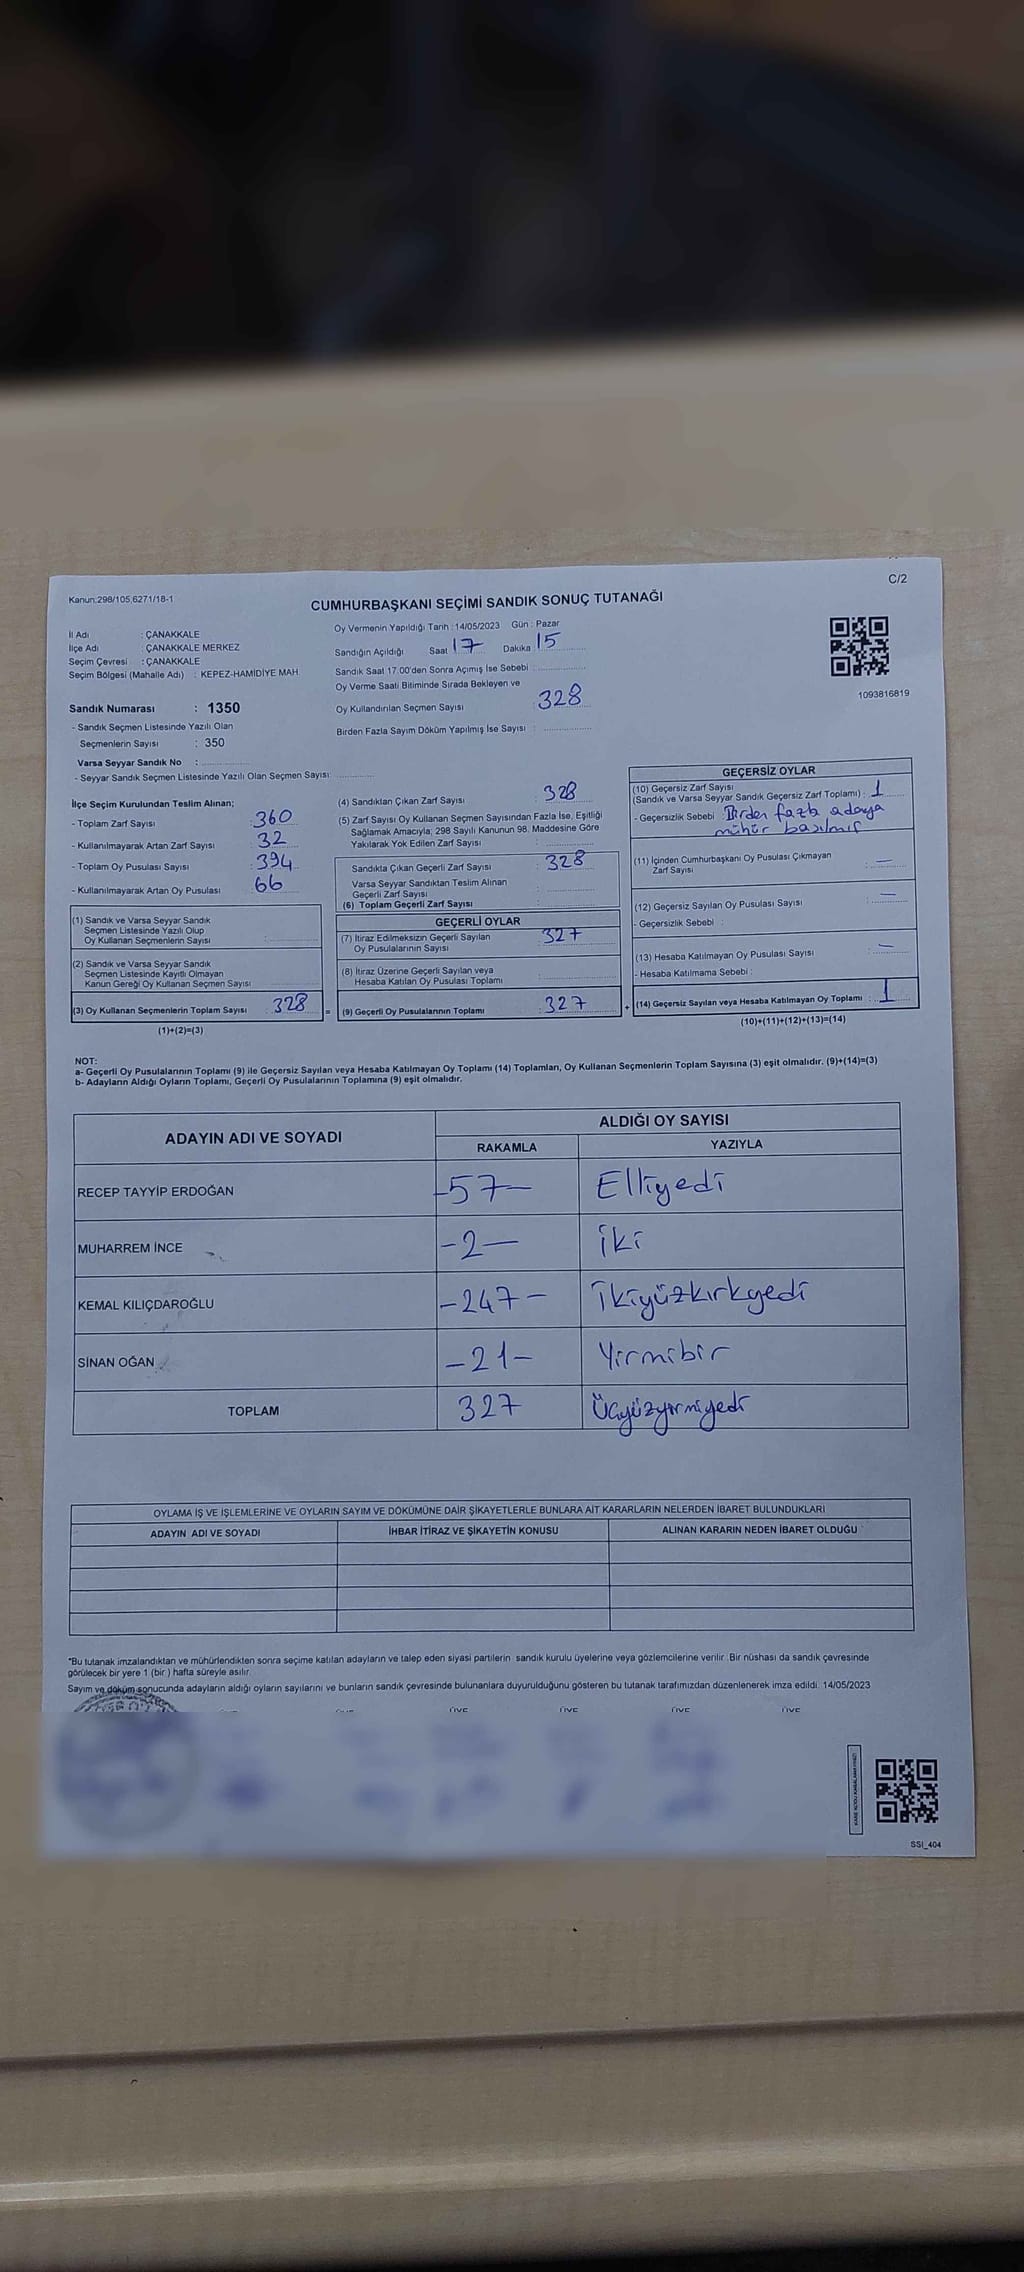 C/2
Kanun:298/105,6271/18-1
CUMHURBAŞKANI SEÇİMİ SANDIK SONUÇ TUTANAĞI
İl Adı : ÇANAKKALE
İlçe Adı : ÇANAKKALE MERKEZ
Seçim Çevresi : ÇANAKKALE
Seçim Bölgesi (Mahalle Adı) : KEPEZ-HAMİDİYE MAH
Sandık Numarası : 1350
- Sandık Seçmen Listesinde Yazılı Olan
Seçmenlerin Sayısı : 350
Varsa Seyyar Sandık No :
- Seyyar Sandık Seçmen Listesinde Yazılı Olan Seçmen Sayısı:
Oy Vermenin Yapıldığı Tarih : 14/05/2023 Gün : Pazar
Sandığın Açıldığı Saat 17 Dakika 15
Sandık Saat 17:00'den Sonra Açımış İse Sebebi
Oy Verme Saati Bitiminde Sırada Bekleyen ve
Oy Kullandırılan Seçmen Sayısı 328
Birden Fazla Sayım Döküm Yapılmış İse Sayısı :
1093816819
İlçe Seçim Kurulundan Teslim Alınan;
- Toplam Zarf Sayısı : 360
- Kullanılmayarak Artan Zarf Sayısı : 32
- Toplam Oy Pusulası Sayısı : 394
- Kullanılmayarak Artan Oy Pusulası : 66
(1) Sandık ve Varsa Seyyar Sandık
Seçmen Listesinde Yazılı Olup
Oy Kullanan Seçmenlerin Sayısı :
(2) Sandık ve Varsa Seyyar Sandık
Seçmen Listesinde Kayıtlı Olmayan
Kanun Gereği Oy Kullanan Seçmen Sayısı :
(3) Oy Kullanan Seçmenlerin Toplam Sayısı : 328
(1)+(2)=(3)
(4) Sandıktan Çıkan Zarf Sayısı : 328
(5) Zarf Sayısı Oy Kullanan Seçmen Sayısından Fazla İse, Eşitliği
Sağlamak Amacıyla; 298 Sayılı Kanunun 98. Maddesine Göre
Yakılarak Yok Edilen Zarf Sayısı :
Sandıkta Çıkan Geçerli Zarf Sayısı : 328
Varsa Seyyar Sandıktan Teslim Alınan
Geçerli Zarf Sayısı :
(6) Toplam Geçerli Zarf Sayısı :
GEÇERLİ OYLAR
(7) İtiraz Edilmeksizin Geçerli Sayılan
Oy Pusulalarının Sayısı : 327
(8) İtiraz Üzerine Geçerli Sayılan veya
Hesaba Katılan Oy Pusulası Toplamı :
= (9) Geçerli Oy Pusulalarının Toplamı : 327 +
GEÇERSİZ OYLAR
(10) Geçersiz Zarf Sayısı
(Sandık ve Varsa Seyyar Sandık Geçersiz Zarf Toplamı) : 1
- Geçersizlik Sebebi : Birden fazla adaya
mühür basılmış
(11) İçinden Cumhurbaşkanı Oy Pusulası Çıkmayan
Zarf Sayısı : —
(12) Geçersiz Sayılan Oy Pusulası Sayısı : —
- Geçersizlik Sebebi :
(13) Hesaba Katılmayan Oy Pusulası Sayısı : —
- Hesaba Katılmama Sebebi :
(14) Geçersiz Sayılan veya Hesaba Katılmayan Oy Toplamı : 1
(10)+(11)+(12)+(13)=(14)
NOT:
a- Geçerli Oy Pusulalarının Toplamı (9) ile Geçersiz Sayılan veya Hesaba Katılmayan Oy Toplamı (14) Toplamları, Oy Kullanan Seçmenlerin Toplam Sayısına (3) eşit olmalıdır. (9)+(14)=(3)
b- Adayların Aldığı Oyların Toplamı, Geçerli Oy Pusulalarının Toplamına (9) eşit olmalıdır.
ADAYIN ADI VE SOYADI ALDIĞI OY SAYISI
RAKAMLA YAZIYLA
RECEP TAYYİP ERDOĞAN -57- Elliyedi
MUHARREM İNCE -2- iki
KEMAL KILIÇDAROĞLU -247- İkiyüzkırkyedi
SİNAN OĞAN -21- Yirmibir
TOPLAM 327 Üçyüzyirmiyedi
OYLAMA İŞ VE İŞLEMLERİNE VE OYLARIN SAYIM VE DÖKÜMÜNE DAİR ŞİKAYETLERLE BUNLARA AİT KARARLARIN NELERDEN İBARET BULUNDUKLARI
ADAYIN ADI VE SOYADI İHBAR İTİRAZ VE ŞİKAYETİN KONUSU ALINAN KARARIN NEDEN İBARET OLDUĞU
*Bu tutanak imzalandıktan ve mühürlendikten sonra seçime katılan adayların ve talep eden siyasi partilerin sandık kurulu üyelerine veya gözlemcilerine verilir. Bir nüshası da sandık çevresinde
görülecek bir yere 1 (bir ) hafta süreyle asılır.
Sayım ve döküm sonucunda adayların aldığı oyların sayılarını ve bunların sandık çevresinde bulunanlara duyurulduğunu gösteren bu tutanak tarafımızdan düzenlenerek imza edildi. 14/05/2023
ÜYE ÜYE ÜYE ÜYE ÜYE ÜYE
SSI_404